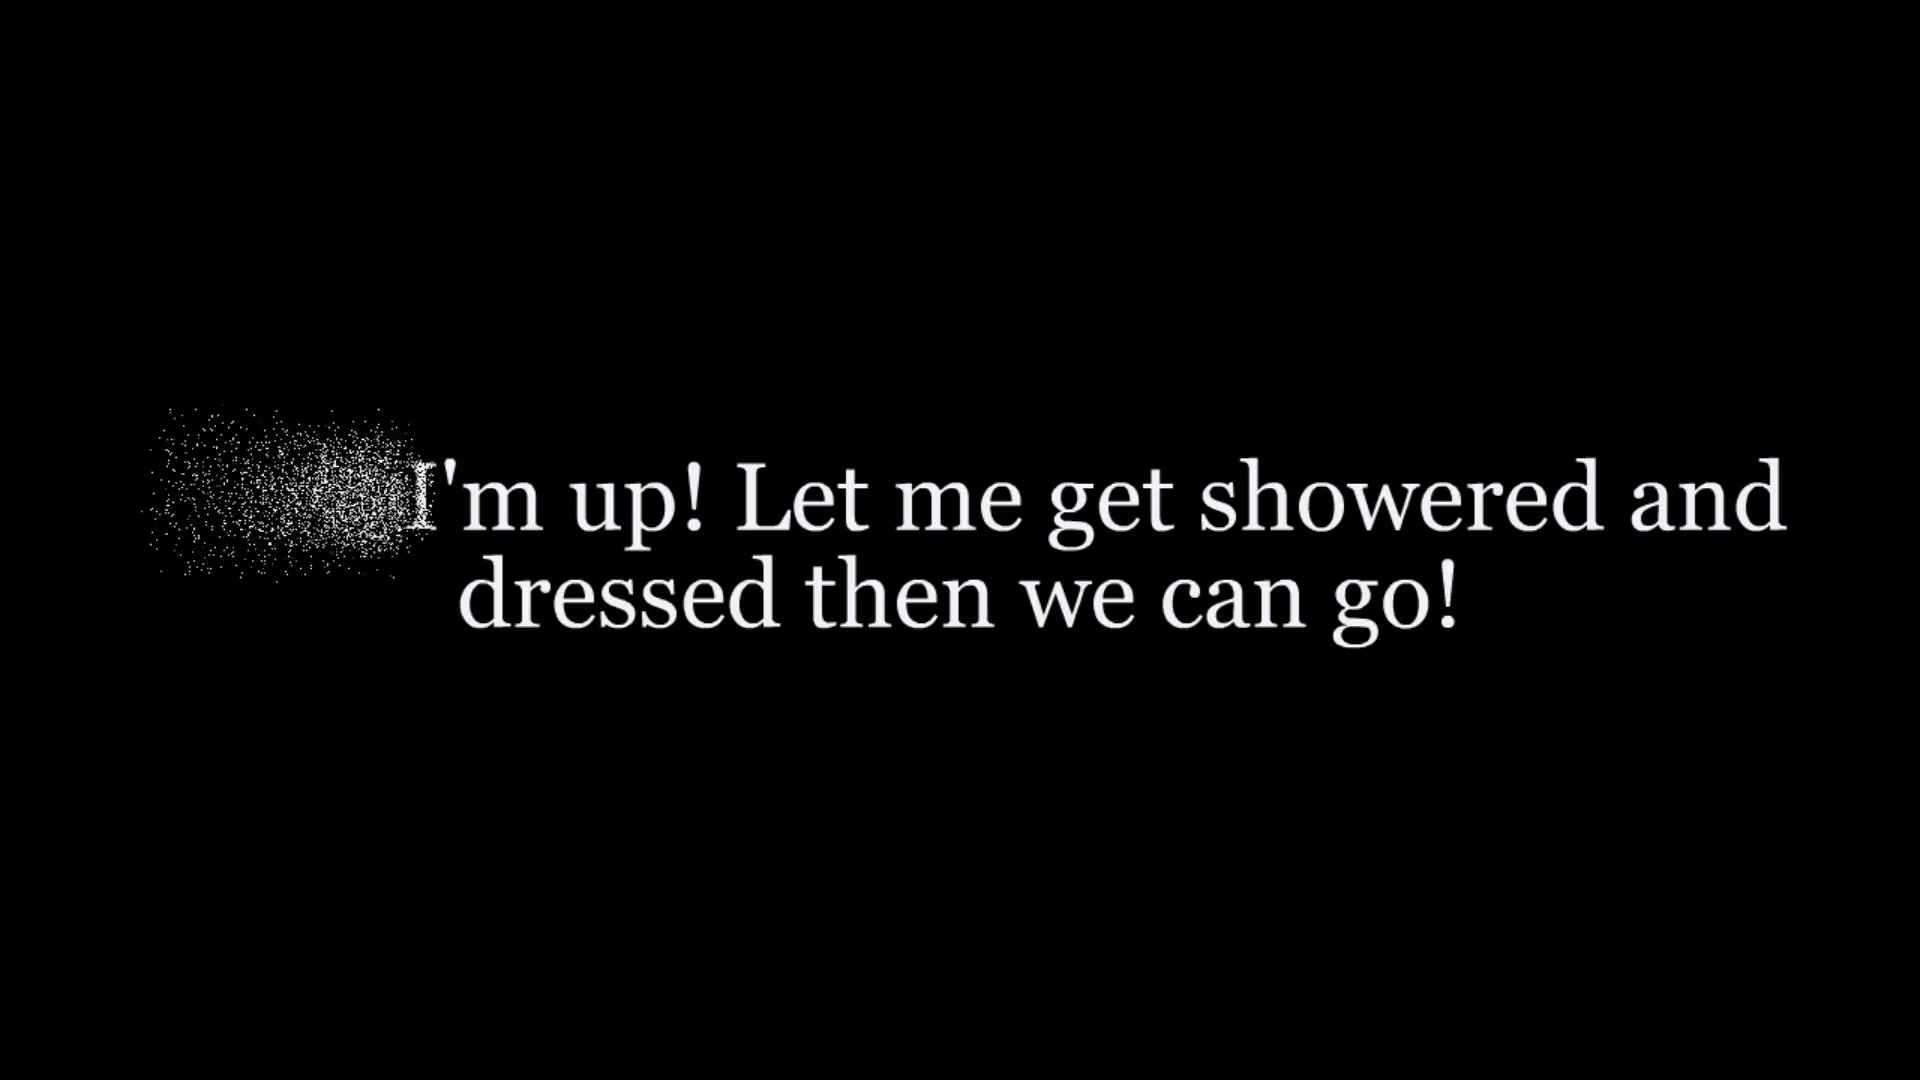 I'm up! Let me get showered and
dressed then we can go!